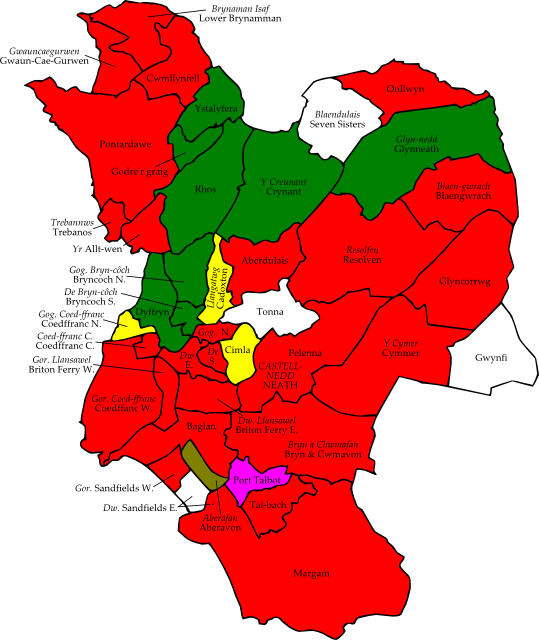 Brynaman Isaf
Lower Brynamman
Gwauncaegurwen
Gwaun-Cae-Gurwen
Cwmllynfell
Onllwyn
Ystalyfera
Blaendulais
Seven Sisters
Pontardawe
Glyn-nedd
Glynneath
Godre'r graig
Rhos
Y Creunant
Crynant
Blaen-gwrach
Blaengwrach
Trebannws
Trebanos
Yr Allt-wen
Resolfen
Resolven
Aberdulais
Gog. Bryn-côch
Bryncoch N.
Llangatwg
Cadoxton
Glyncorrwg
De Bryn-côch
Bryncoch S.
Dyffryn
Tonna
Gog. Coed-ffranc
Coedffranc N.
Gog. N.
Coed-ffranc C.
Coedffranc C.
Cimla
Pelenna
Y Cymer
Cymmer
Gwynfi
Dw.
E.
De
S.
Gor. Llansawel
Briton Ferry W.
CASTELL-
NEDD
NEATH
Gor. Coed-ffranc
Coedffranc W.
Dw. Llansawel
Briton Ferry E.
Baglan
Bryn a Chwmafan
Bryn & Cwmavon
Port Talbot
Gor. Sandfields W.
Dw. Sandfields E.
Tai-bach
Aberafan
Aberavon
Margam